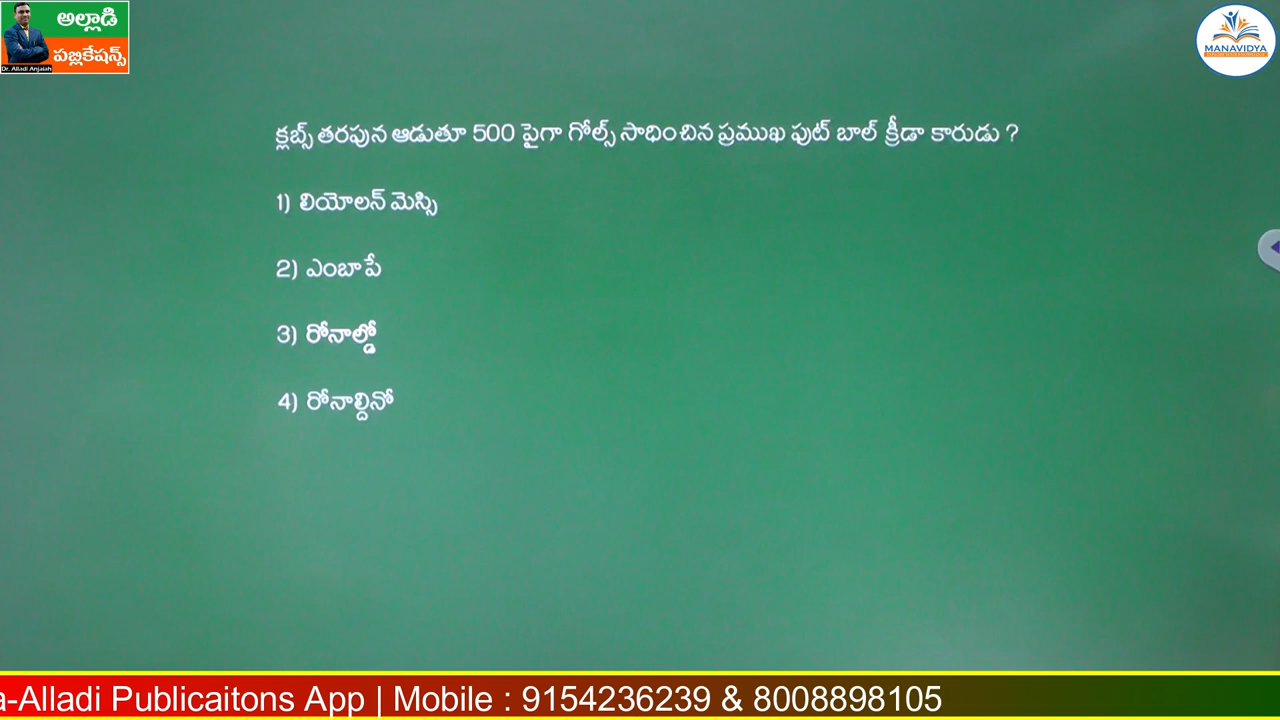 అల్లాడి
పబ్లికేషన్స్
Dr. Alladi Anjaiah
MANAVIDYA
క్లబ్స్ తరపున ఆడుతూ 500 పైగా గోల్స్ సాధించిన ప్రముఖ ఫుట్ బాల్ క్రీడా కారుడు ?
1) లియోలన్ మెస్సి
2) ఎంబాపే
3) రోనాల్డో
4) రోనాల్దినో
a-Alladi Publicaitons App | Mobile : 9154236239 & 8008898105